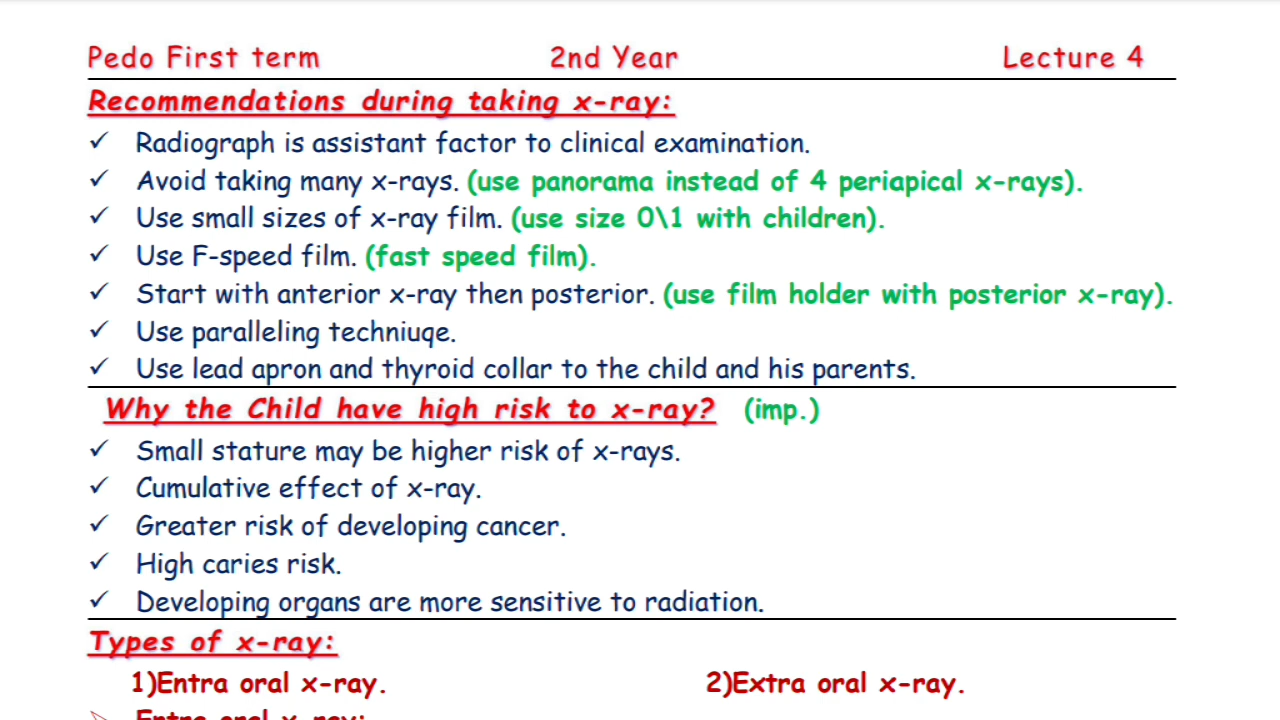 Pedo First term 2nd Year Lecture 4
Recommendations during taking x-ray:
✓ Radiograph is assistant factor to clinical examination.
✓ Avoid taking many x-rays. (use panorama instead of 4 periapical x-rays).
✓ Use small sizes of x-ray film. (use size 0\1 with children).
✓ Use F-speed film. (fast speed film).
✓ Start with anterior x-ray then posterior. (use film holder with posterior x-ray).
✓ Use paralleling techniuqe.
✓ Use lead apron and thyroid collar to the child and his parents.
Why the Child have high risk to x-ray? (imp.)
✓ Small stature may be higher risk of x-rays.
✓ Cumulative effect of x-ray.
✓ Greater risk of developing cancer.
✓ High caries risk.
✓ Developing organs are more sensitive to radiation.
Types of x-ray:
1)Entra oral x-ray. 2)Extra oral x-ray.
➢ Entra oral x-ray: